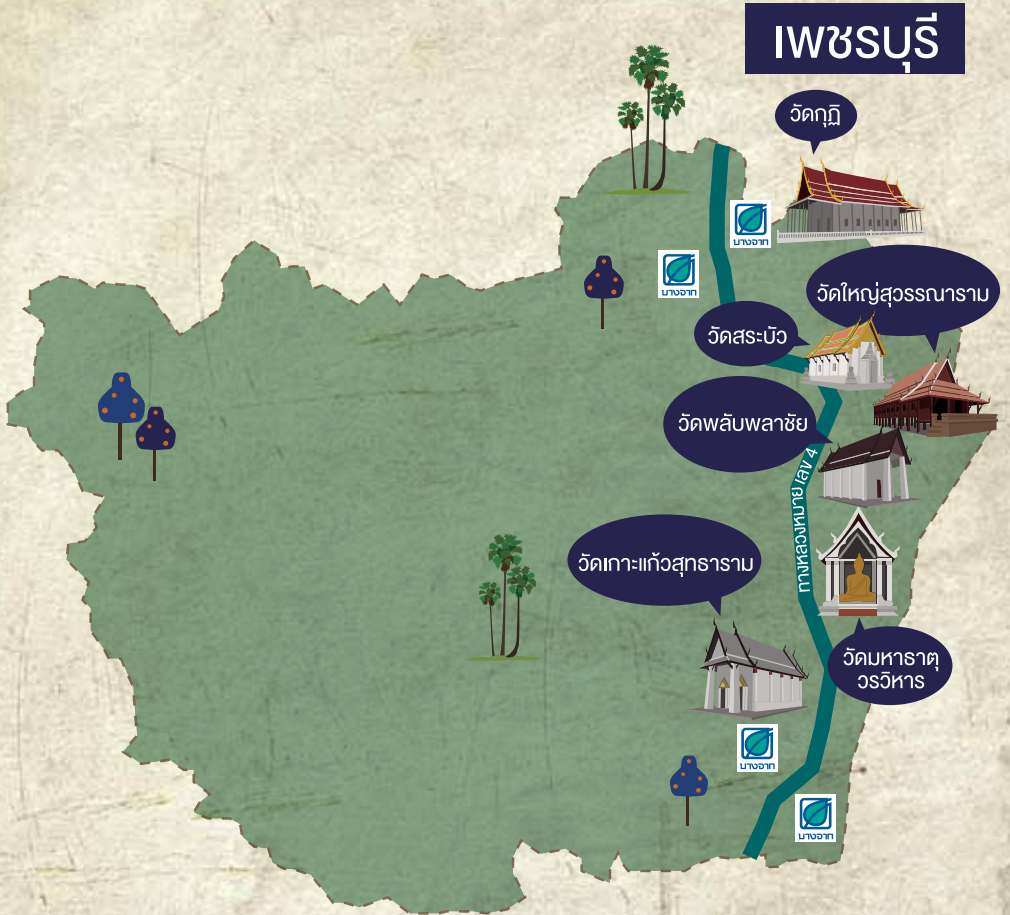 เพชรบุรี
วัดกุฏิ
บางจาก
บางจาก
วัดใหญ่สุวรรณาราม
วัดสระบัว
วัดพลับพลาชัย
ทางหลวงหมายเลข 4
วัดเกาะแก้วสุทธาราม
วัดมหาธาตุ
วรวิหาร
บางจาก
บางจาก